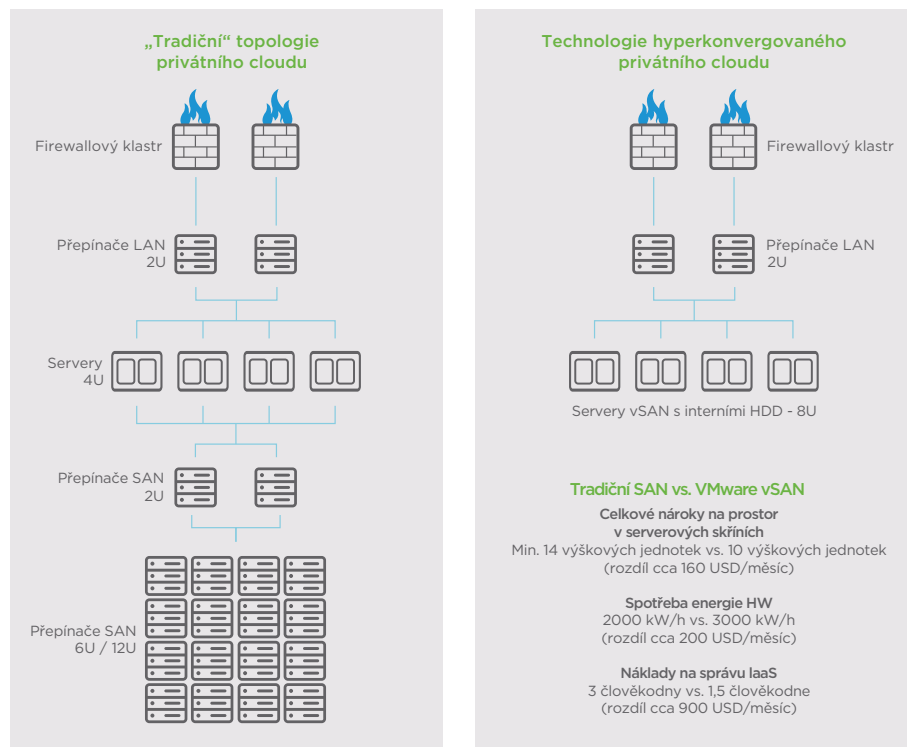 „Tradiční“ topologie
privátního cloudu
Firewallový klastr
Přepínače LAN
2U
Servery
4U
Přepínače SAN
2U
Přepínače SAN
6U / 12U
Technologie hyperkonvergovaného
privátního cloudu
Firewallový klastr
Přepínače LAN
2U
Servery vSAN s interními HDD - 8U
Tradiční SAN vs. VMware vSAN
Celkové nároky na prostor
v serverových skříních
Min. 14 výškových jednotek vs. 10 výškových jednotek
(rozdíl cca 160 USD/měsíc)
Spotřeba energie HW
2000 kW/h vs. 3000 kW/h
(rozdíl cca 200 USD/měsíc)
Náklady na správu IaaS
3 člověkodny vs. 1,5 člověkodne
(rozdíl cca 900 USD/měsíc)